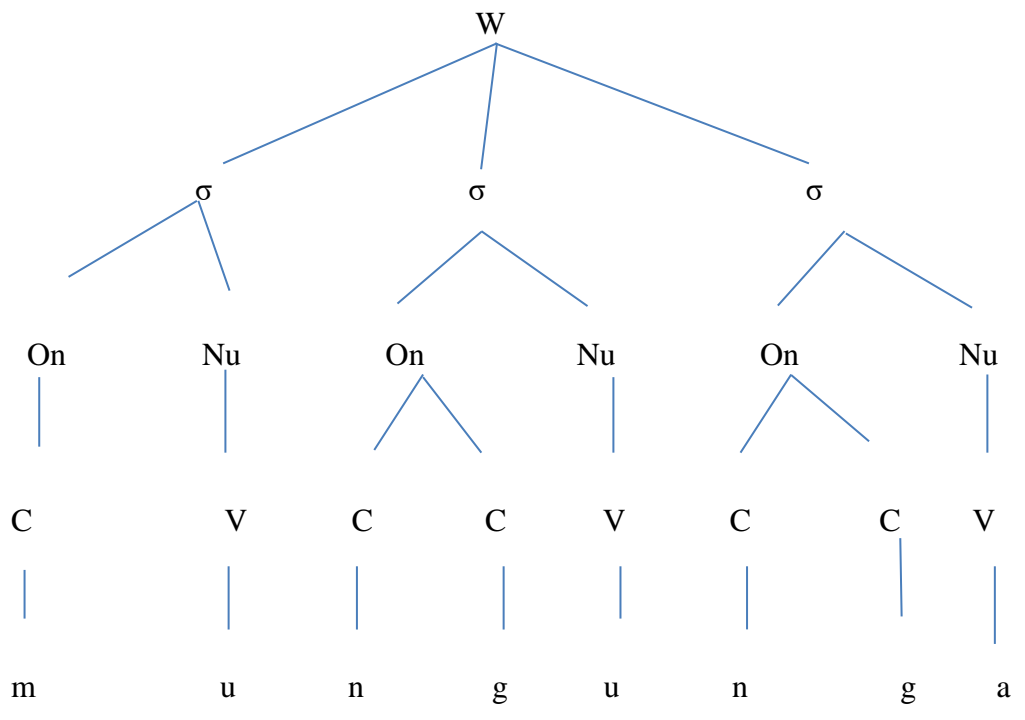 W
σ σ σ
On Nu On Nu On Nu
C V C C V C C V
m u n g u n g a